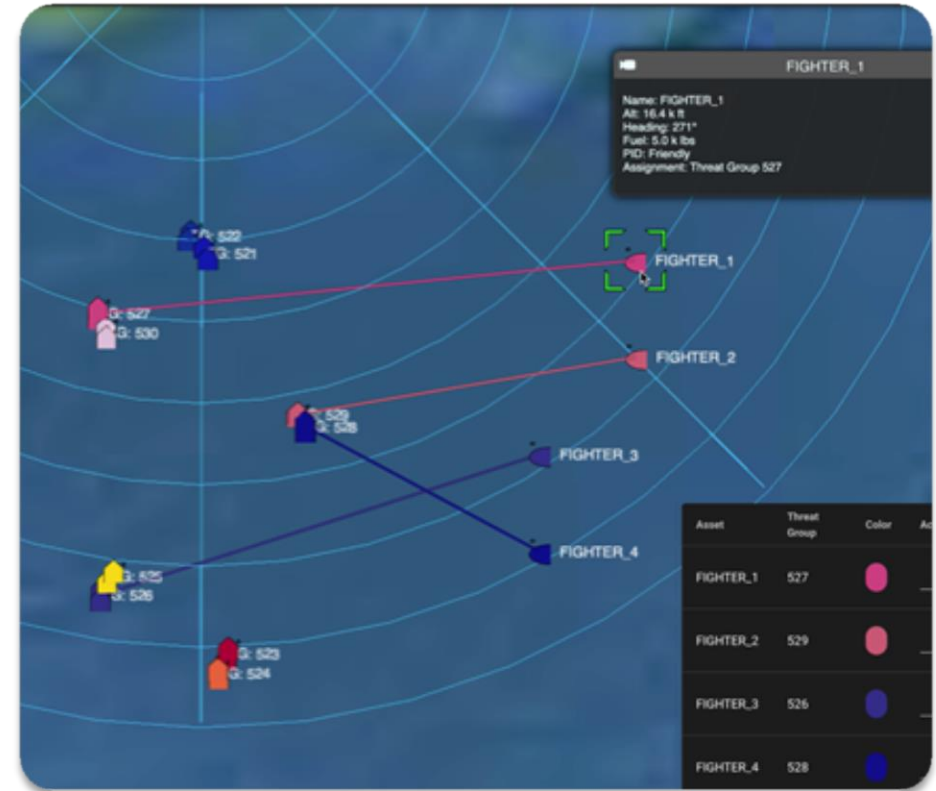 FIGHTER_1
Name: FIGHTER_1
Alt: 16.4 k ft
Heading: 271°
Fuel: 5.0 k lbs
PID: Friendly
Assignment: Threat Group 527
G: 522
G: 521
FIGHTER_1
G: 527
G: 530
FIGHTER_2
529
G: 528
FIGHTER_3
FIGHTER_4
G: 525
G: 526
G: 523
G: 524
Asset Threat Group Color Ac
FIGHTER_1 527
FIGHTER_2 529
FIGHTER_3 526
FIGHTER_4 528